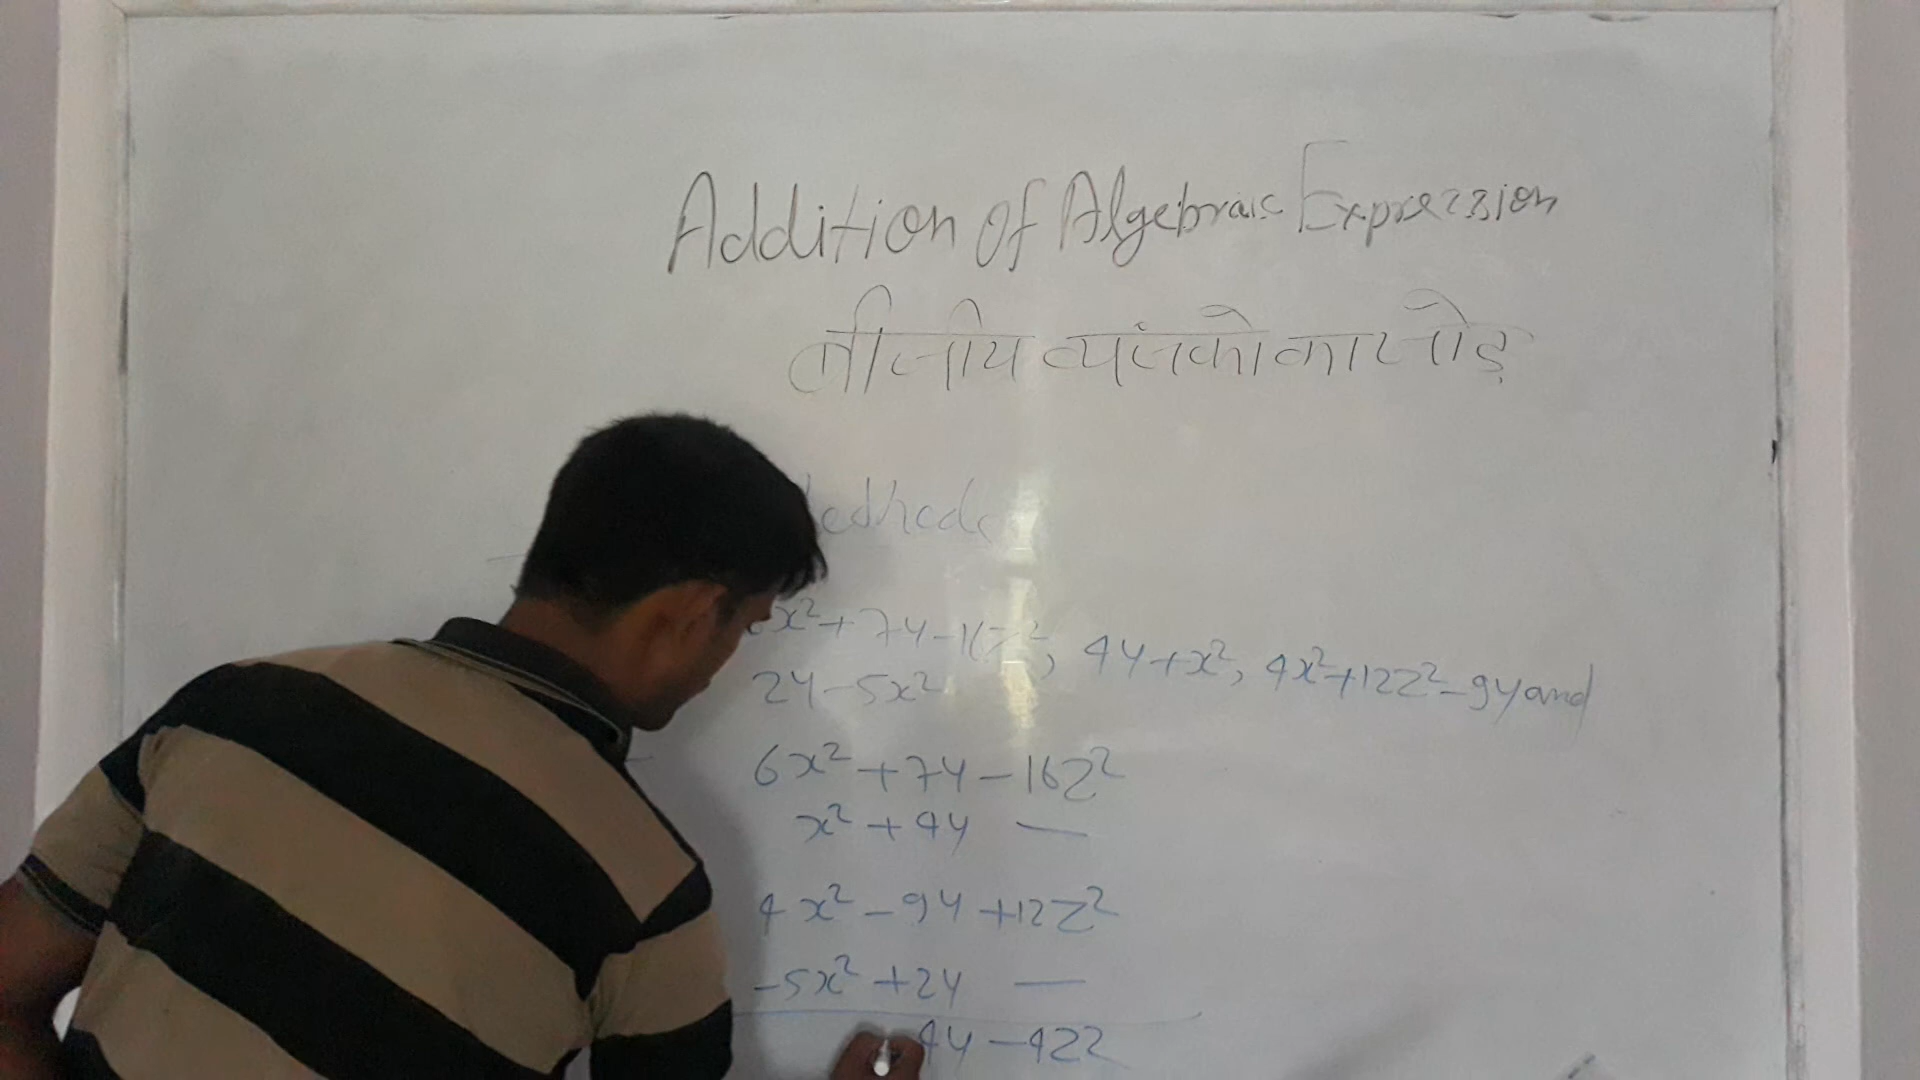 Addition of Algebraic Expression
बीजीय व्यंजको का जोड़
x²+7y-16z², 4y+x², 4x²+12z²-9y and
2y-5x²
6x²+7y-16z²
x²+4y —
4x²-9y+12z²
-5x²+2y —
4y-4z2